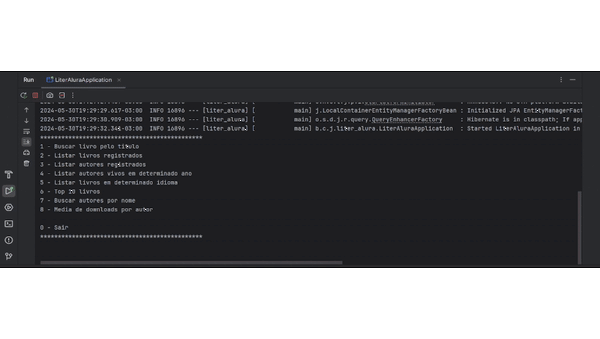 Run LiterAluraApplication
2024-05-30T19:29:29.617-03:00 INFO 16896 --- [liter_alura] [ main] j.LocalContainerEntityManagerFactoryBean : Initialized JPA EntityManagerFact
2024-05-30T19:29:30.909-03:00 INFO 16896 --- [liter_alura] [ main] o.s.d.j.r.query.QueryEnhancerFactory : Hibernate is in classpath; If app
2024-05-30T19:29:32.346-03:00 INFO 16896 --- [liter_alura] [ main] b.c.j.liter_alura.LiterAluraApplication : Started LiterAluraApplication in
*********************************************
1 - Buscar livro pelo título
2 - Listar livros registrados
3 - Listar autores registrados
4 - Listar autores vivos em determinado ano
5 - Listar livros em determinado idioma
6 - Top 10 livros
7 - Buscar autores por nome
8 - Media de downloads por autor
0 - Sair
*********************************************